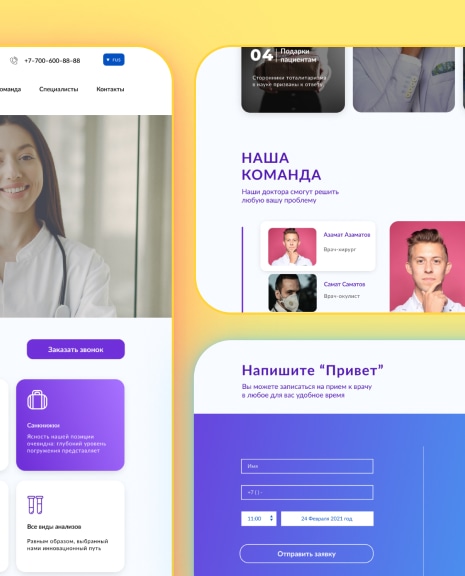 +7-700-600-88-88
rus
оманда
Специалисты
Контакты
Заказать звонок
Санкнижки
Ясность нашей позиции
очевидна: глубокий уровень
погружения представляет
Все виды анализов
Равным образом, выбранный
нами инновационный путь
04
Подарки
пациентам
Сторонники тоталитаризма
в науке призваны к ответу
НАША
КОМАНДА
Наши доктора смогут решить
любую вашу проблему
Азамат Азаматов
Врач-хирург
Самат Саматов
Врач-окулист
Напишите “Привет”
Вы можете записаться на прием к врачу
в любое для вас удобное время
Имя
+7 ( ) -
11:00
24 Февраля 2021 год
Отправить заявку